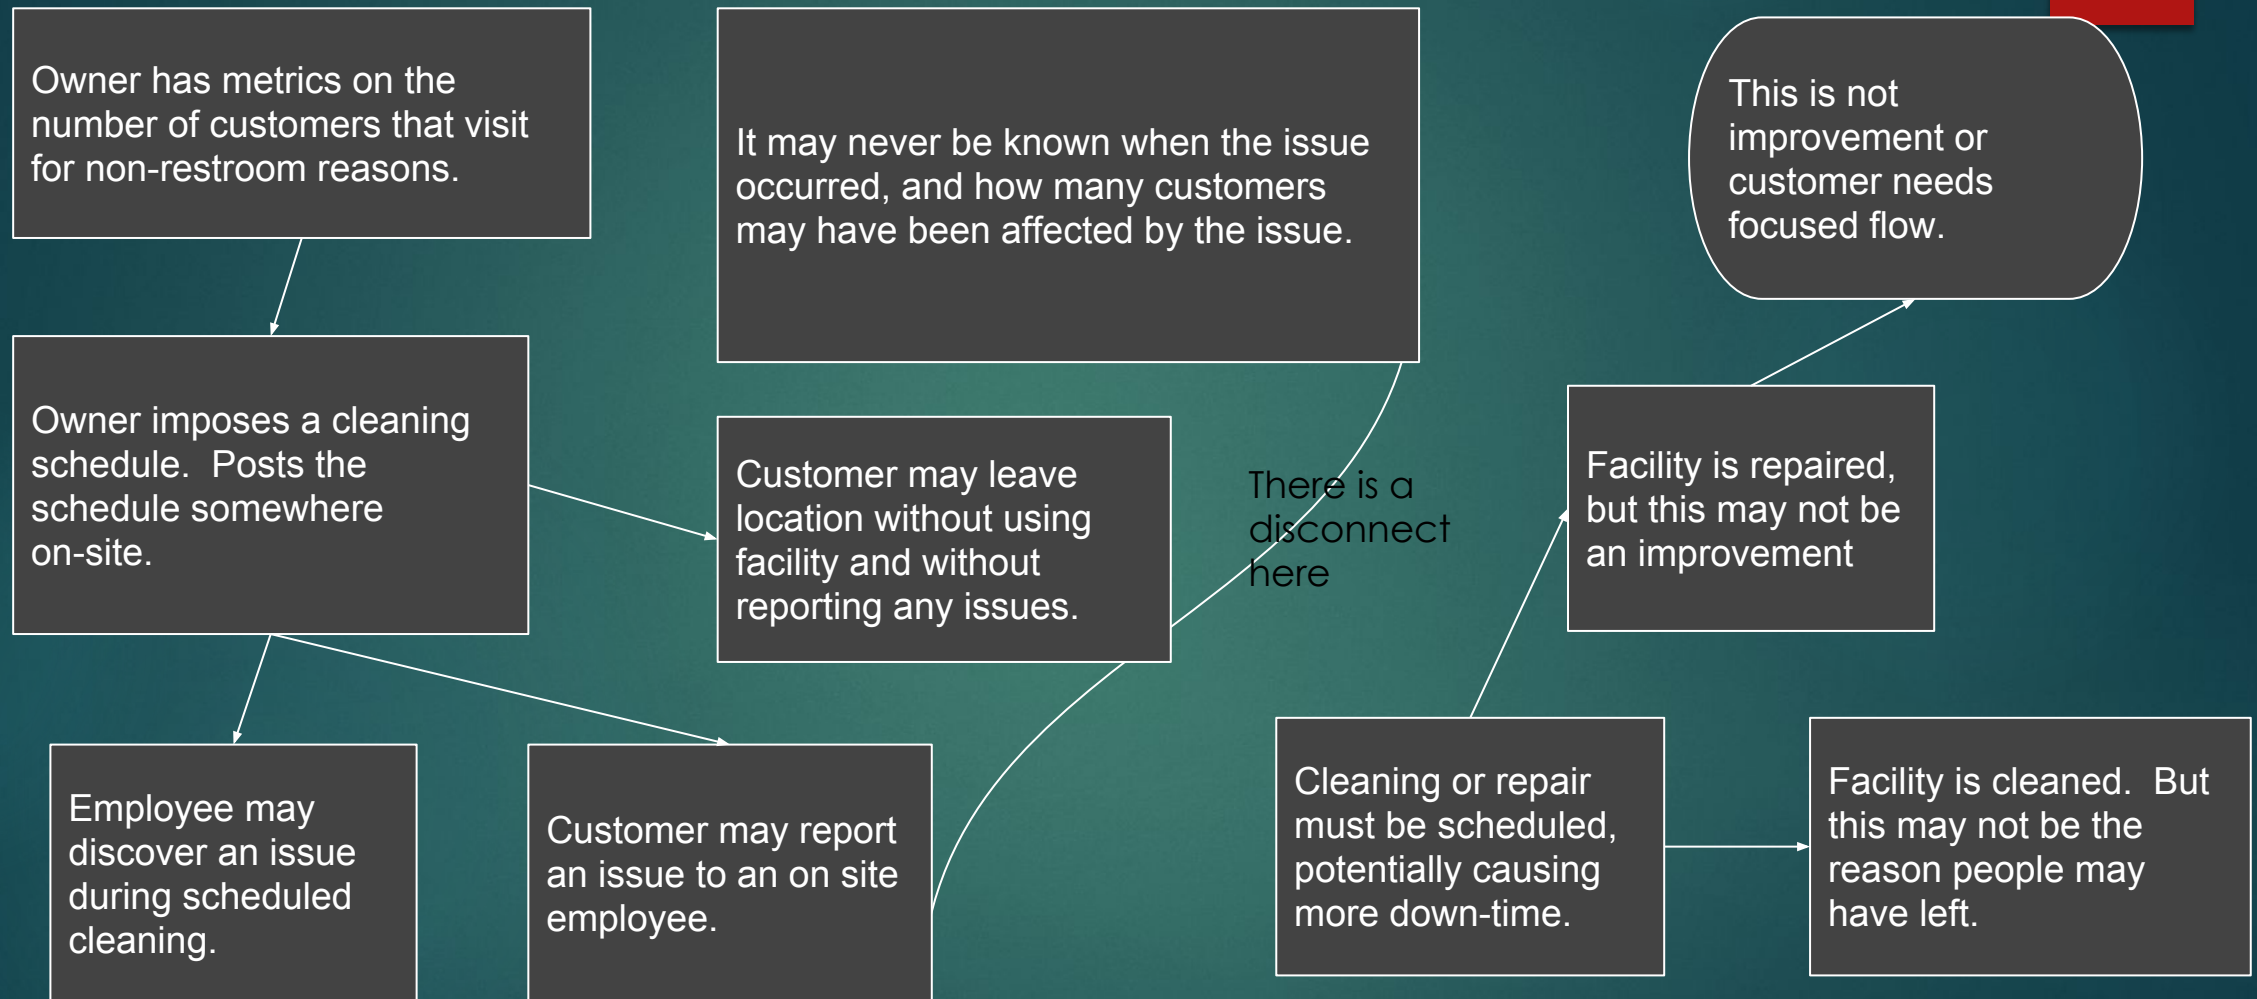 Owner has metrics on the
number of customers that visit
for non-restroom reasons.
It may never be known when the issue
occurred, and how many customers
may have been affected by the issue.
This is not
improvement or
customer needs
focused flow.
Owner imposes a cleaning
schedule.  Posts the
schedule somewhere
on-site.
Customer may leave
location without using
facility and without
reporting any issues.
There is a
disconnect
here
Facility is repaired,
but this may not be
an improvement
Employee may
discover an issue
during scheduled
cleaning.
Customer may report
an issue to an on site
employee.
Cleaning or repair
must be scheduled,
potentially causing
more down-time.
Facility is cleaned.  But
this may not be the
reason people may
have left.